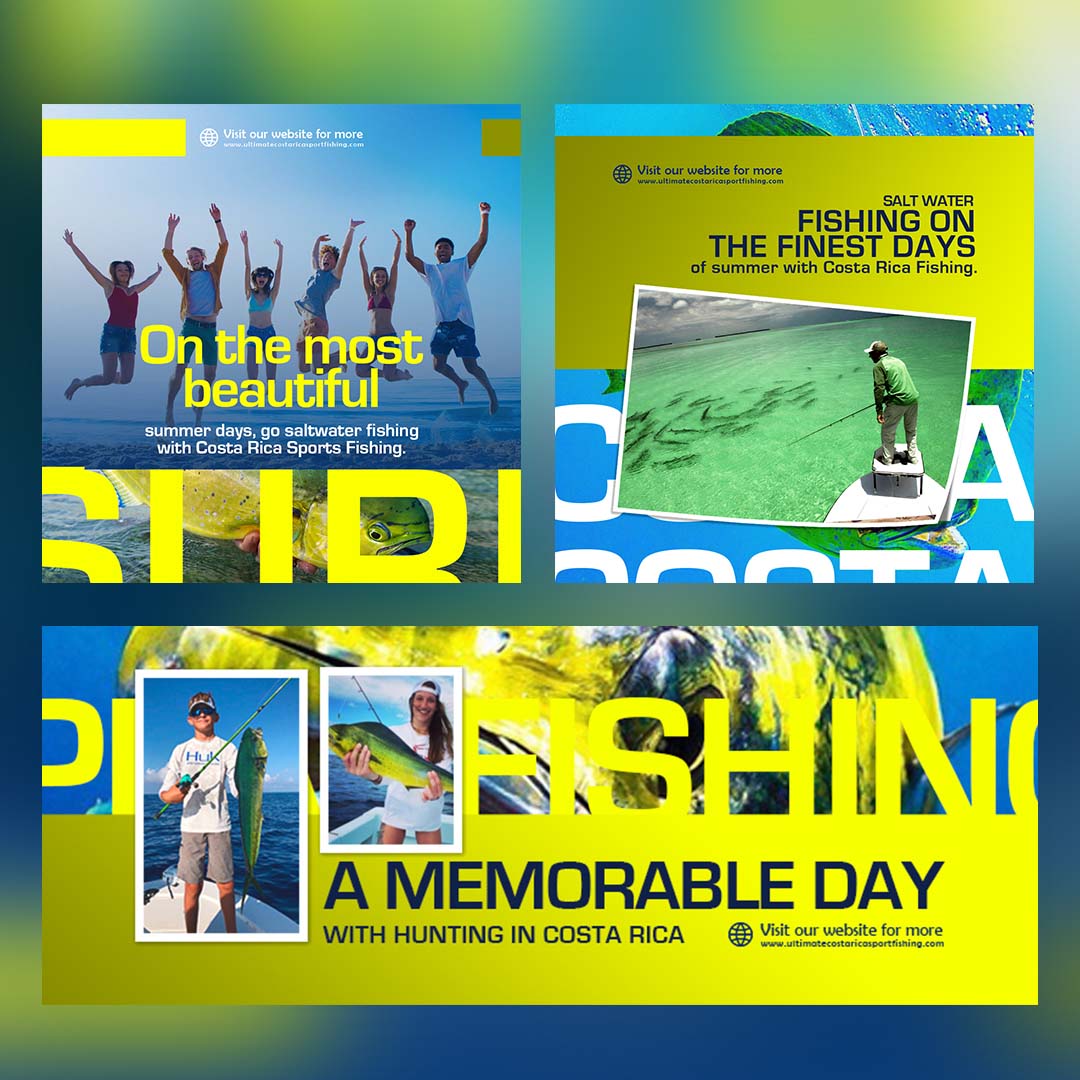 Visit our website for more
www.ultimatecostaricasportfishing.com
On the most
beautiful
summer days, go saltwater fishing
with Costa Rica Sports Fishing.
Visit our website for more
www.ultimatecostaricasportfishing.com
SALT WATER
FISHING ON
THE FINEST DAYS
of summer with Costa Rica Fishing.
COSTA
FISHING
Huk
A MEMORABLE DAY
WITH HUNTING IN COSTA RICA
Visit our website for more
www.ultimatecostaricasportfishing.com